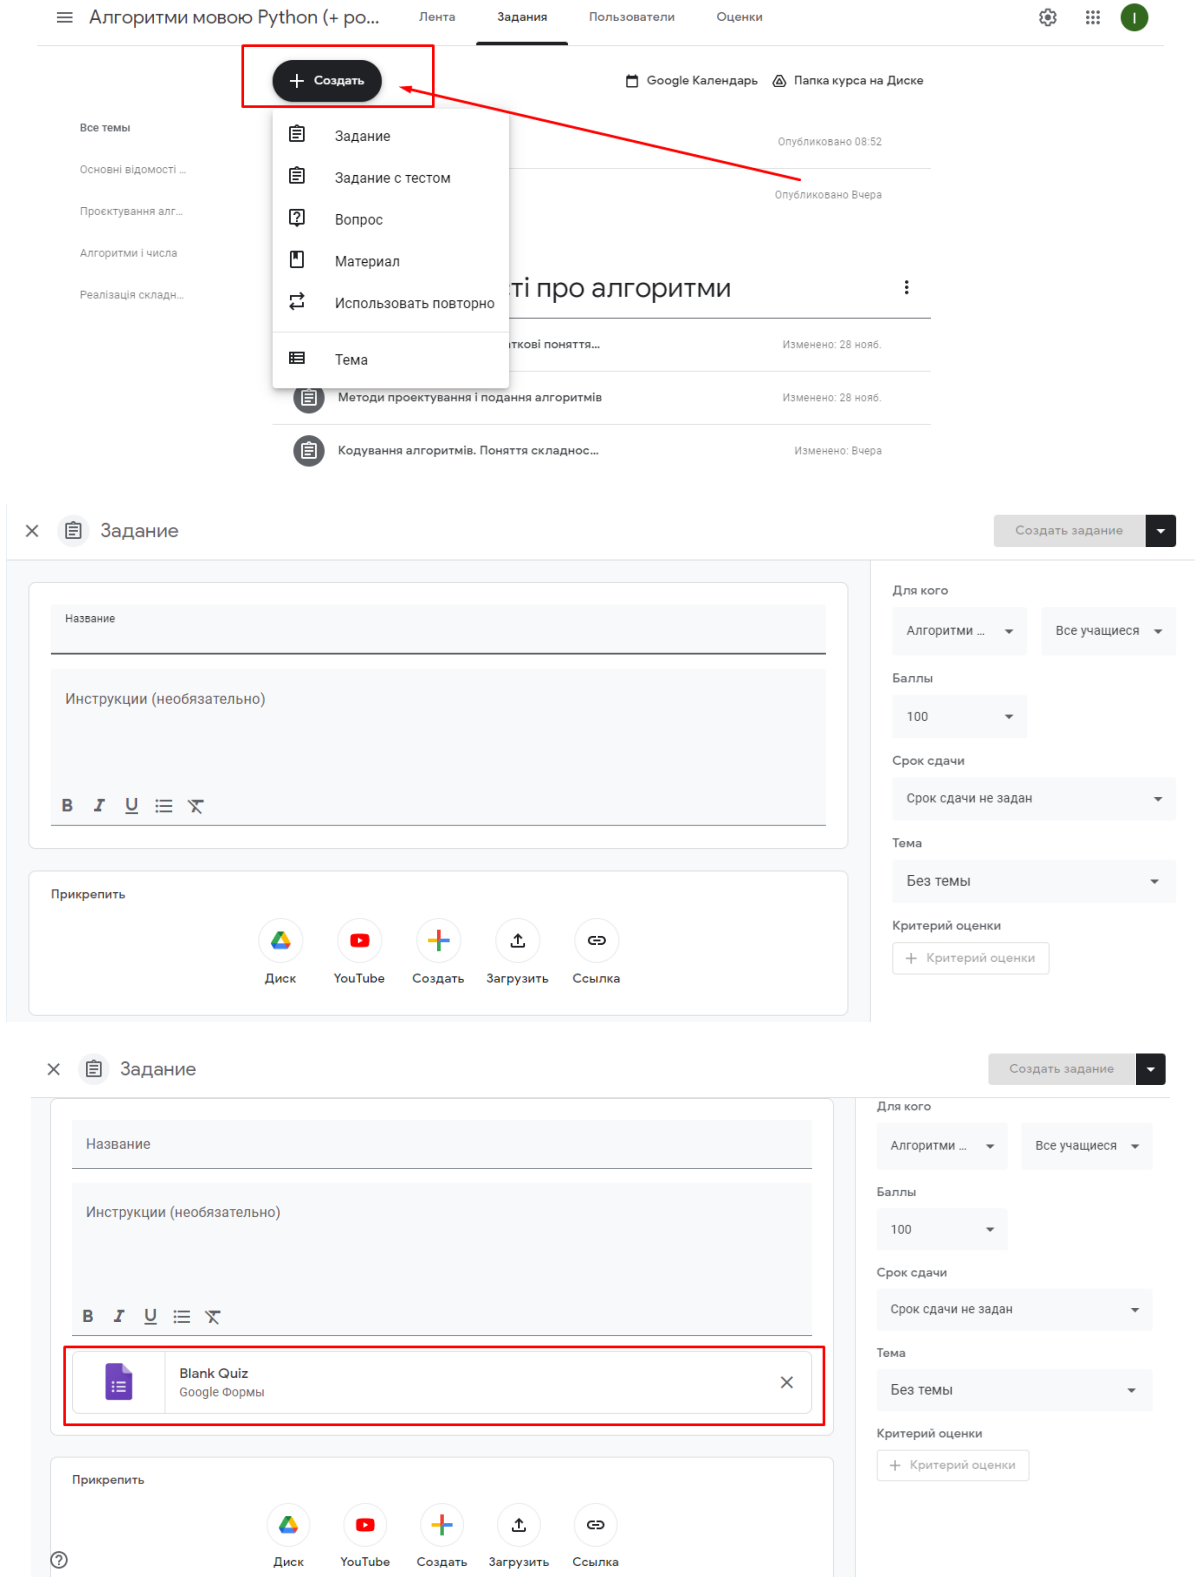 Алгоритми мовою Python (+ ро...
Лента
Задания
Пользователи
Оценки
I
Создать
Google Календарь
Папка курса на Диске
Все темы
Основні відомості ...
Проєктування алг...
Алгоритми і числа
Реалізація складн...
Задание
Задание с тестом
Вопрос
Материал
Использовать повторно
Тема
Опубликовано 08:52
Опубликовано Вчера
ті про алгоритми
ткові поняття...
Изменено: 28 нояб.
Методи проектування і подання алгоритмів
Изменено: 28 нояб.
Кодування алгоритмів. Поняття складнос...
Изменено: Вчера
Задание
Создать задание
Название
Инструкции (необязательно)
B I U
Прикрепить
Диск
YouTube
Создать
Загрузить
Ссылка
Для кого
Алгоритми ...
Все учащиеся
Баллы
100
Срок сдачи
Срок сдачи не задан
Тема
Без темы
Критерий оценки
Критерий оценки
Задание
Создать задание
Название
Инструкции (необязательно)
B I U
Blank Quiz
Google Формы
Прикрепить
Диск
YouTube
Создать
Загрузить
Ссылка
Для кого
Алгоритми ...
Все учащиеся
Баллы
100
Срок сдачи
Срок сдачи не задан
Тема
Без темы
Критерий оценки
Критерий оценки